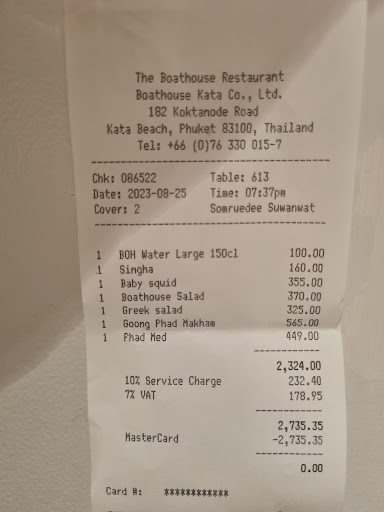 The Boathouse Restaurant
Boathouse Kata Co., Ltd.
182 Koktanode Road
Kata Beach, Phuket 83100, Thailand
Tel: +66 (0)76 330 015-7
Chk: 086522 Table: 613
Date: 2023-08-25 Time: 07:37pm
Cover: 2 Somruedee Suwanwat
1 BOH Water Large 150cl 100.00
1 Singha 160.00
1 Baby squid 355.00
1 Boathouse Salad 370.00
1 Greek salad 325.00
1 Goong Phad Makham 565.00
1 Phad Med 449.00
2,324.00
10% Service Charge 232.40
7% VAT 178.95
2,735.35
MasterCard -2,735.35
0.00
Card #: ************